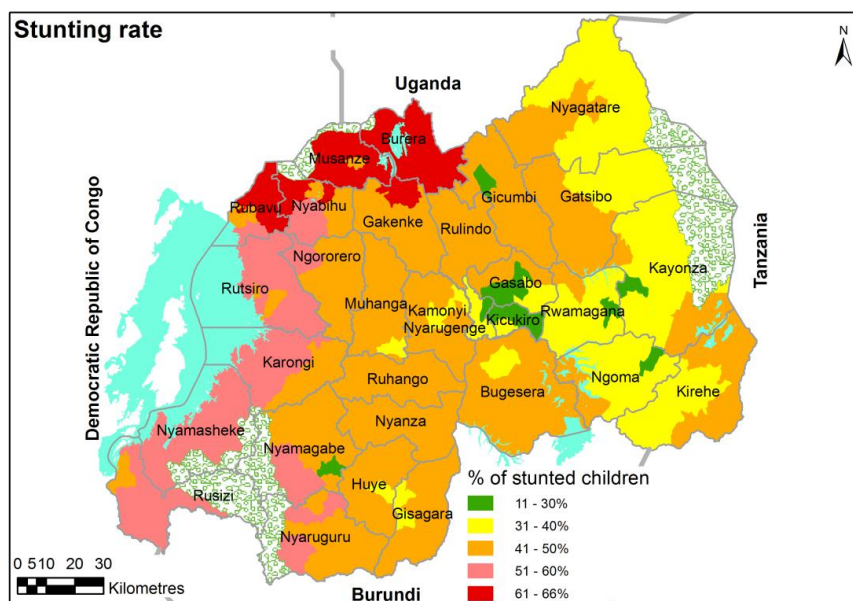 Stunting rate
N
Uganda
Democratic Republic of Congo
Tanzania
Burundi
Nyagatare
Burera
Musanze
Gicumbi
Gatsibo
Rubavu
Nyabihu
Gakenke
Rulindo
Ngororero
Kayonza
Gasabo
Rutsiro
Muhanga
Kamonyi
Rwamagana
Nyarugenge
Kicukiro
Karongi
Ruhango
Bugesera
Ngoma
Kirehe
Nyamasheke
Nyanza
Nyamagabe
Huye
Rusizi
Gisagara
Nyaruguru
% of stunted children
11 - 30%
31 - 40%
41 - 50%
51 - 60%
61 - 66%
0 5 10 20 30
Kilometres